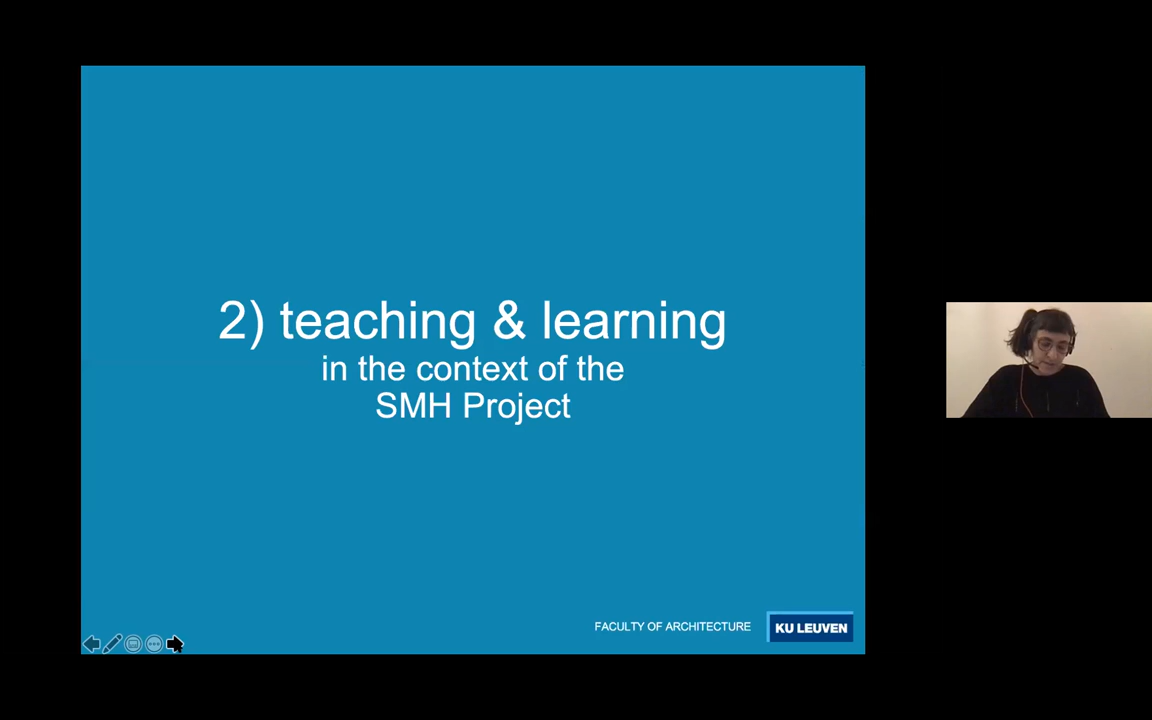 2) teaching & learning
in the context of the
SMH Project
FACULTY OF ARCHITECTURE
KU LEUVEN